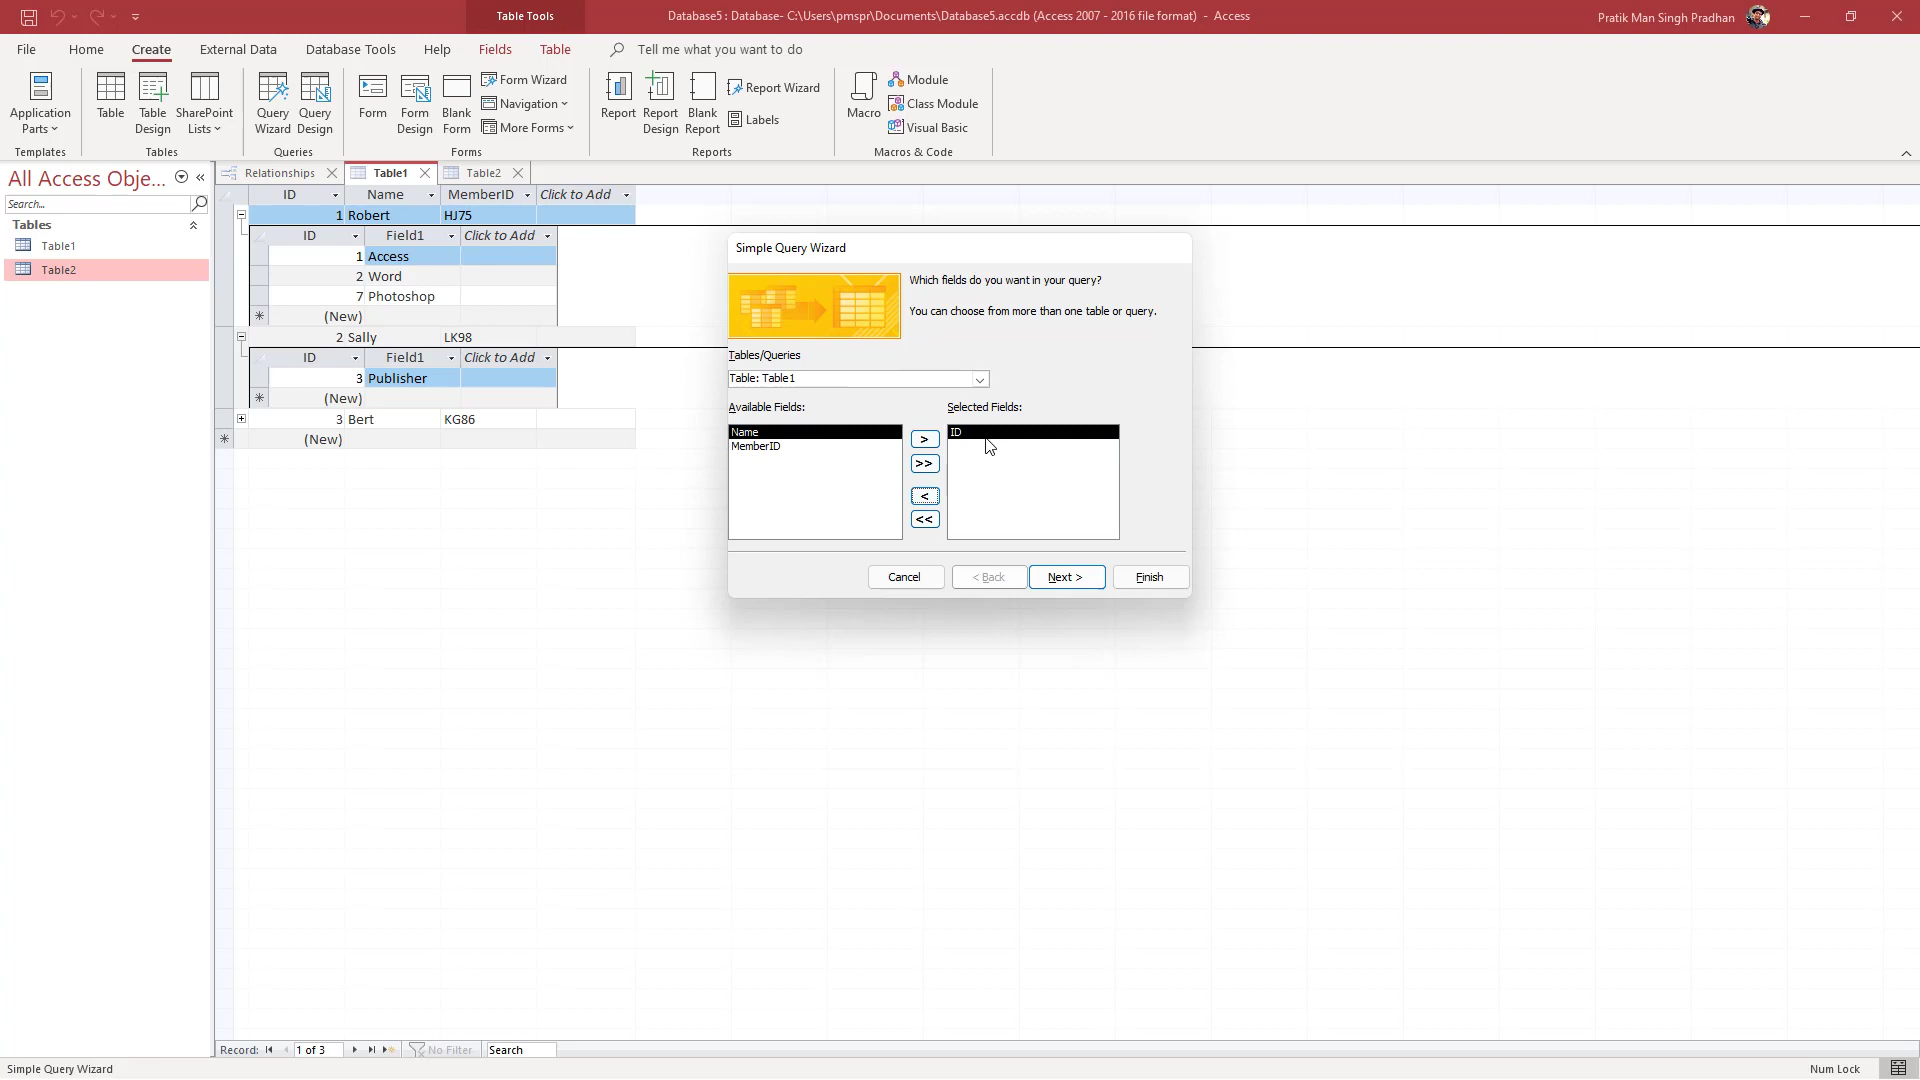 Table Tools
Database5 : Database- C:\Users\pmspr\Documents\Database5.accdb (Access 2007 - 2016 file format) - Access
Pratik Man Singh Pradhan
File Home Create External Data Database Tools Help Fields Table Tell me what you want to do
Application Parts
Templates
Table
Table Design
SharePoint Lists
Tables
Query Wizard
Query Design
Queries
Form
Form Design
Blank Form
Form Wizard
Navigation
More Forms
Forms
Report
Report Design
Blank Report
Report Wizard
Labels
Reports
Macro
Module
Class Module
Visual Basic
Macros & Code
All Access Obje...
Search...
Tables
Table1
Table2
Relationships Table1 Table2
ID Name MemberID Click to Add
1 Robert HJ75
ID Field1 Click to Add
1 Access
2 Word
7 Photoshop
(New)
2 Sally LK98
ID Field1 Click to Add
3 Publisher
(New)
3 Bert KG86
(New)
Simple Query Wizard
Which fields do you want in your query?
You can choose from more than one table or query.
Tables/Queries
Table: Table1
Available Fields: Selected Fields:
Name
MemberID
ID
>
>>
<
<<
Cancel < Back Next > Finish
Record: 1 of 3 No Filter Search
Simple Query Wizard Num Lock